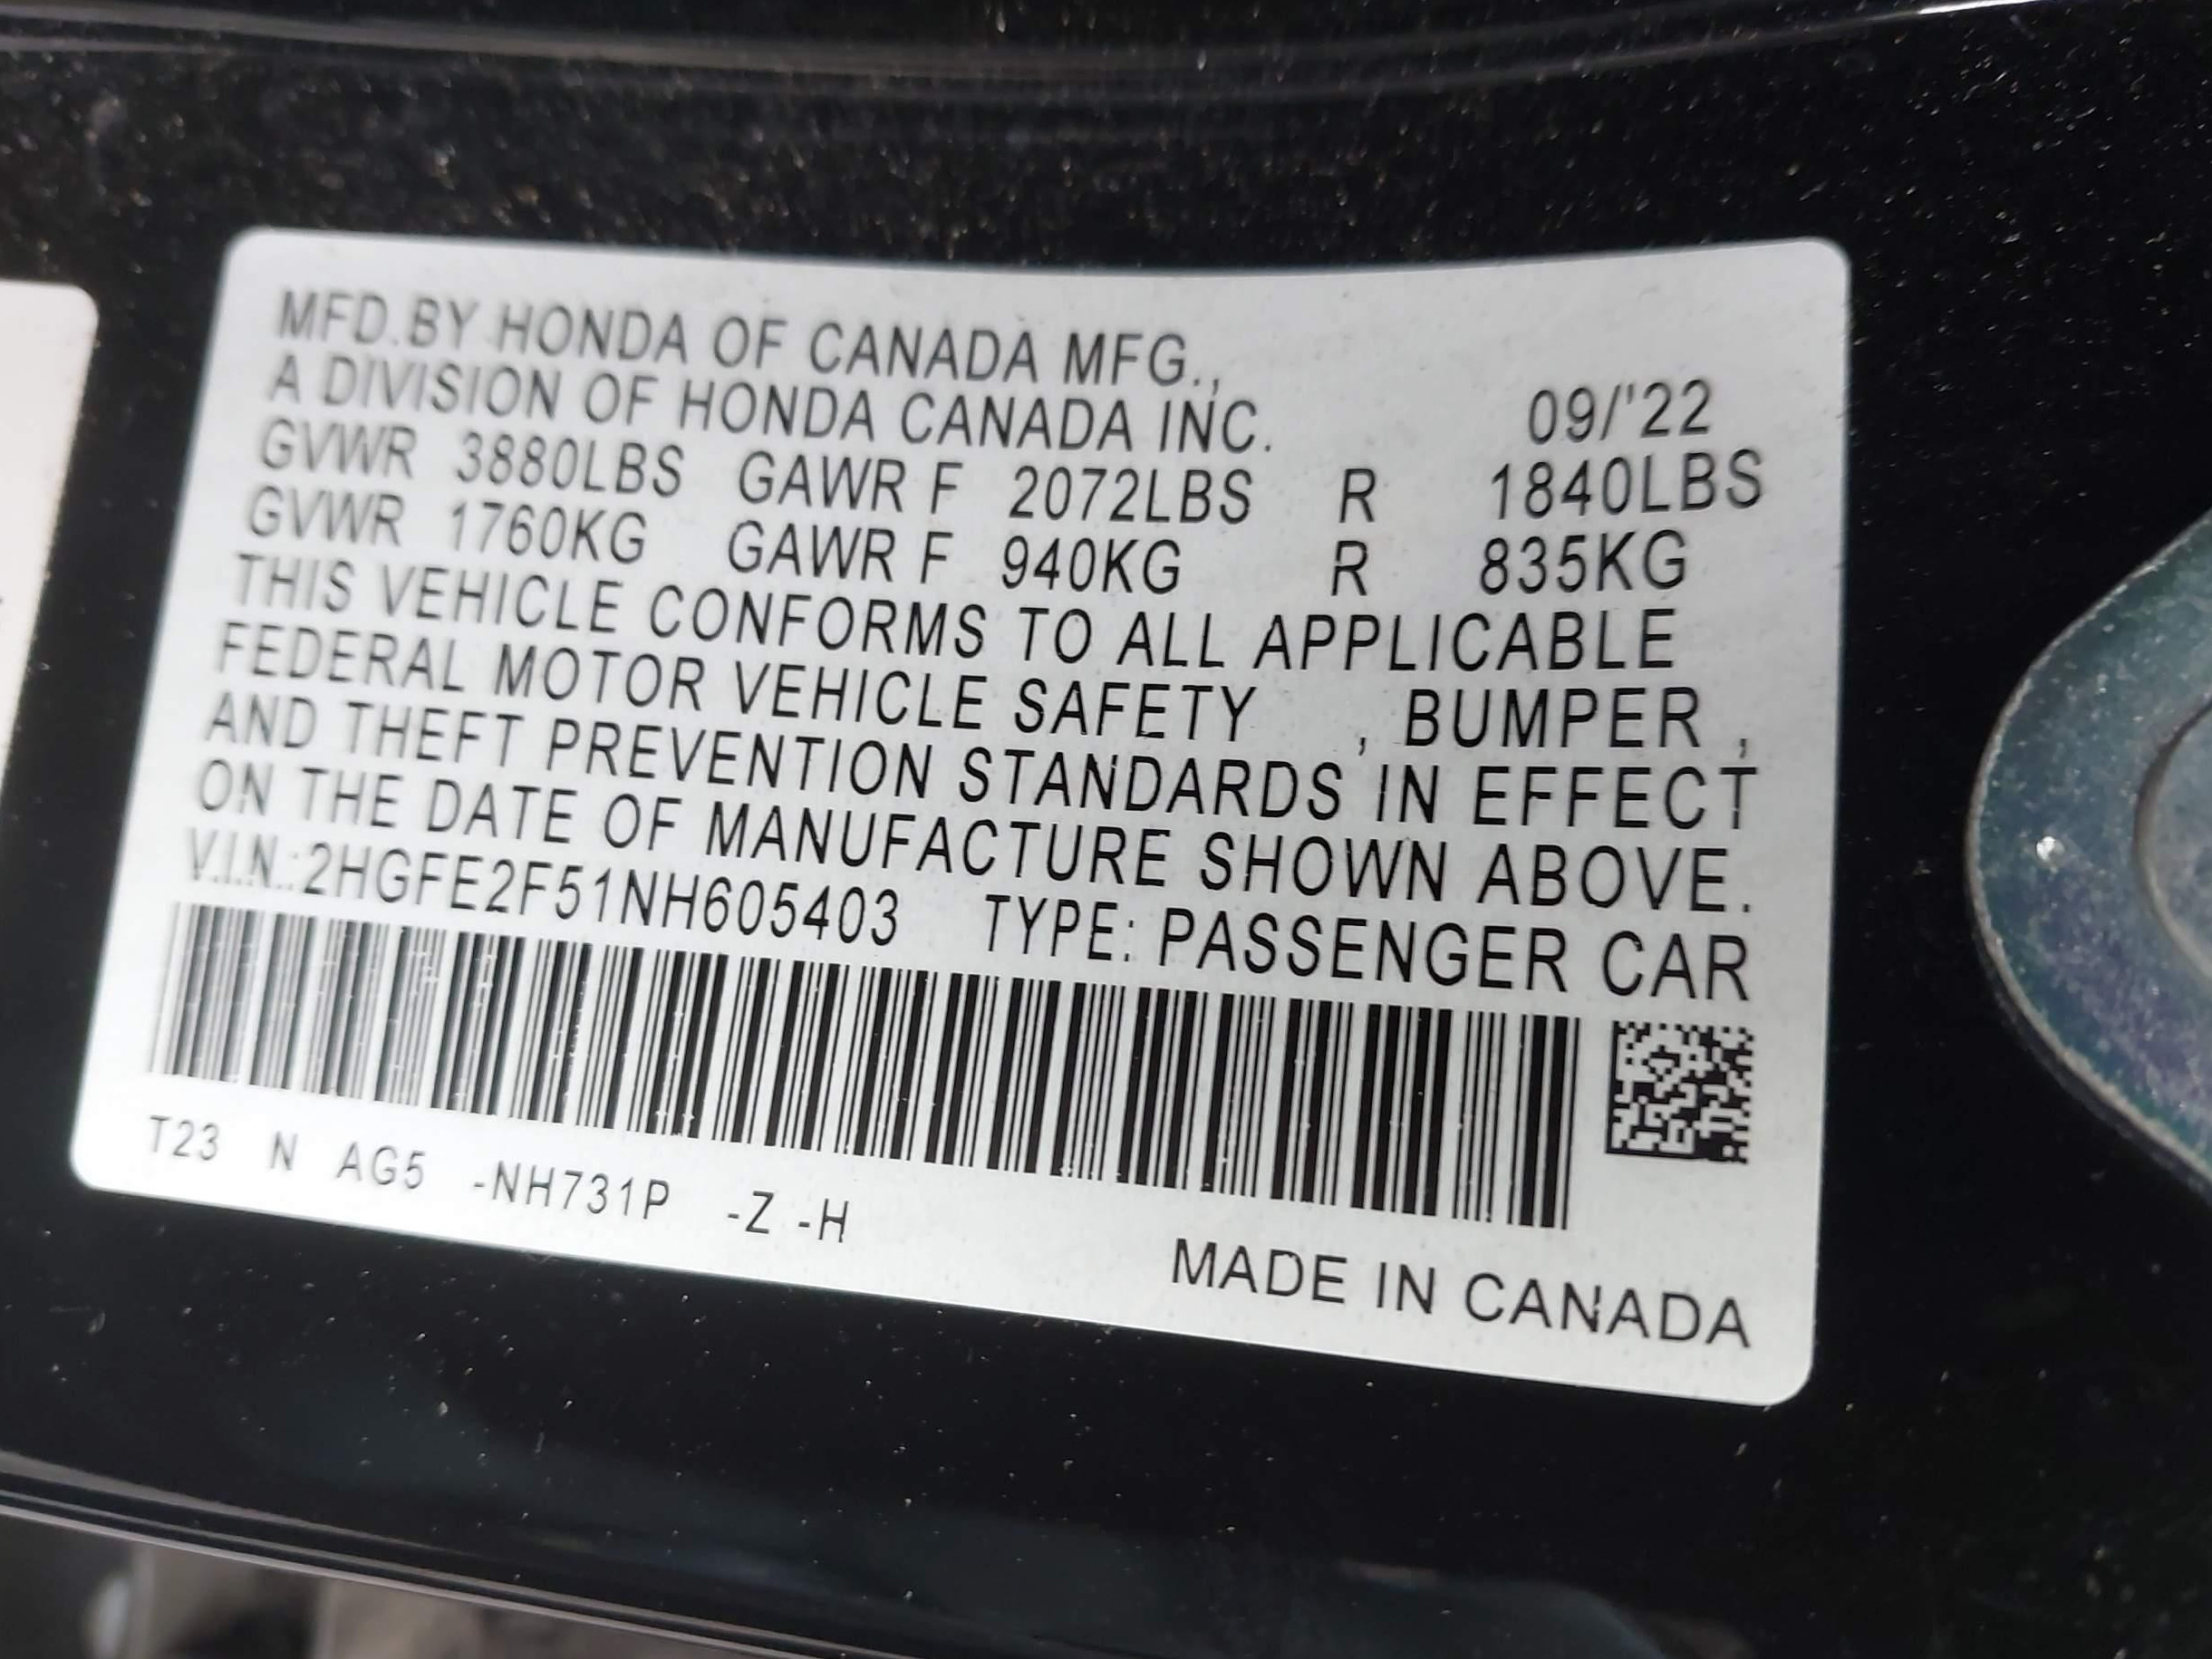 MFD.BY HONDA OF CANADA MFG.,
A DIVISION OF HONDA CANADA INC. 09/'22
GVWR 3880LBS GAWR F 2072LBS R 1840LBS
GVWR 1760KG GAWR F 940KG R 835KG
THIS VEHICLE CONFORMS TO ALL APPLICABLE
FEDERAL MOTOR VEHICLE SAFETY , BUMPER ,
AND THEFT PREVENTION STANDARDS IN EFFECT
ON THE DATE OF MANUFACTURE SHOWN ABOVE.
V.I.N.:2HGFE2F51NH605403 TYPE: PASSENGER CAR
T23 N AG5 -NH731P -Z -H
MADE IN CANADA